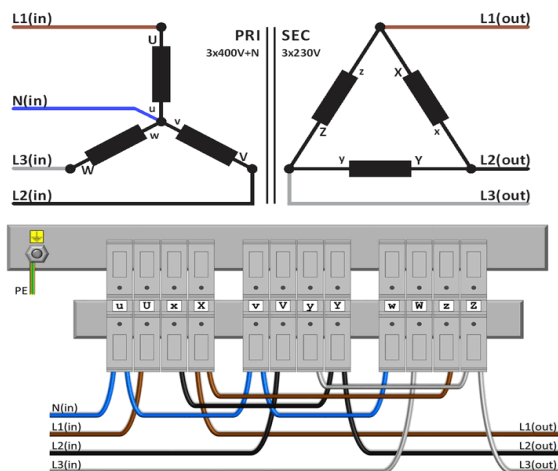 L1(in) PRI SEC L1(out)
U 3x400V+N 3x230V
z X
N(in)
u v
w Z x
L3(in) W V y Y L2(out)
L2(in) L3(out)
PE
u U x X v V y Y w W z Z
N(in)
L1(in) L1(out)
L2(in) L2(out)
L3(in) L3(out)